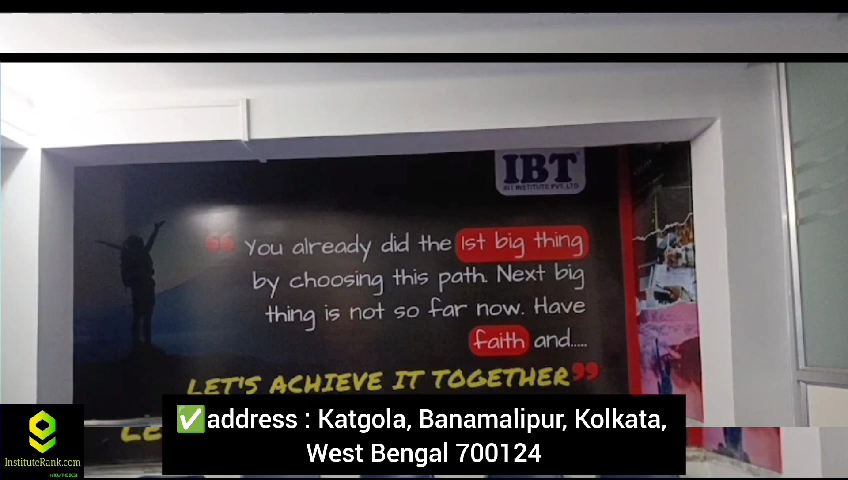 IBT
IBT INSTITUTE PVT. LTD
“ You already did the 1st big thing
by choosing this path. Next big
thing is not so far now. Have
faith and.....
LET'S ACHIEVE IT TOGETHER ”
✅address : Katgola, Banamalipur, Kolkata,
West Bengal 700124
InstituteRank.com